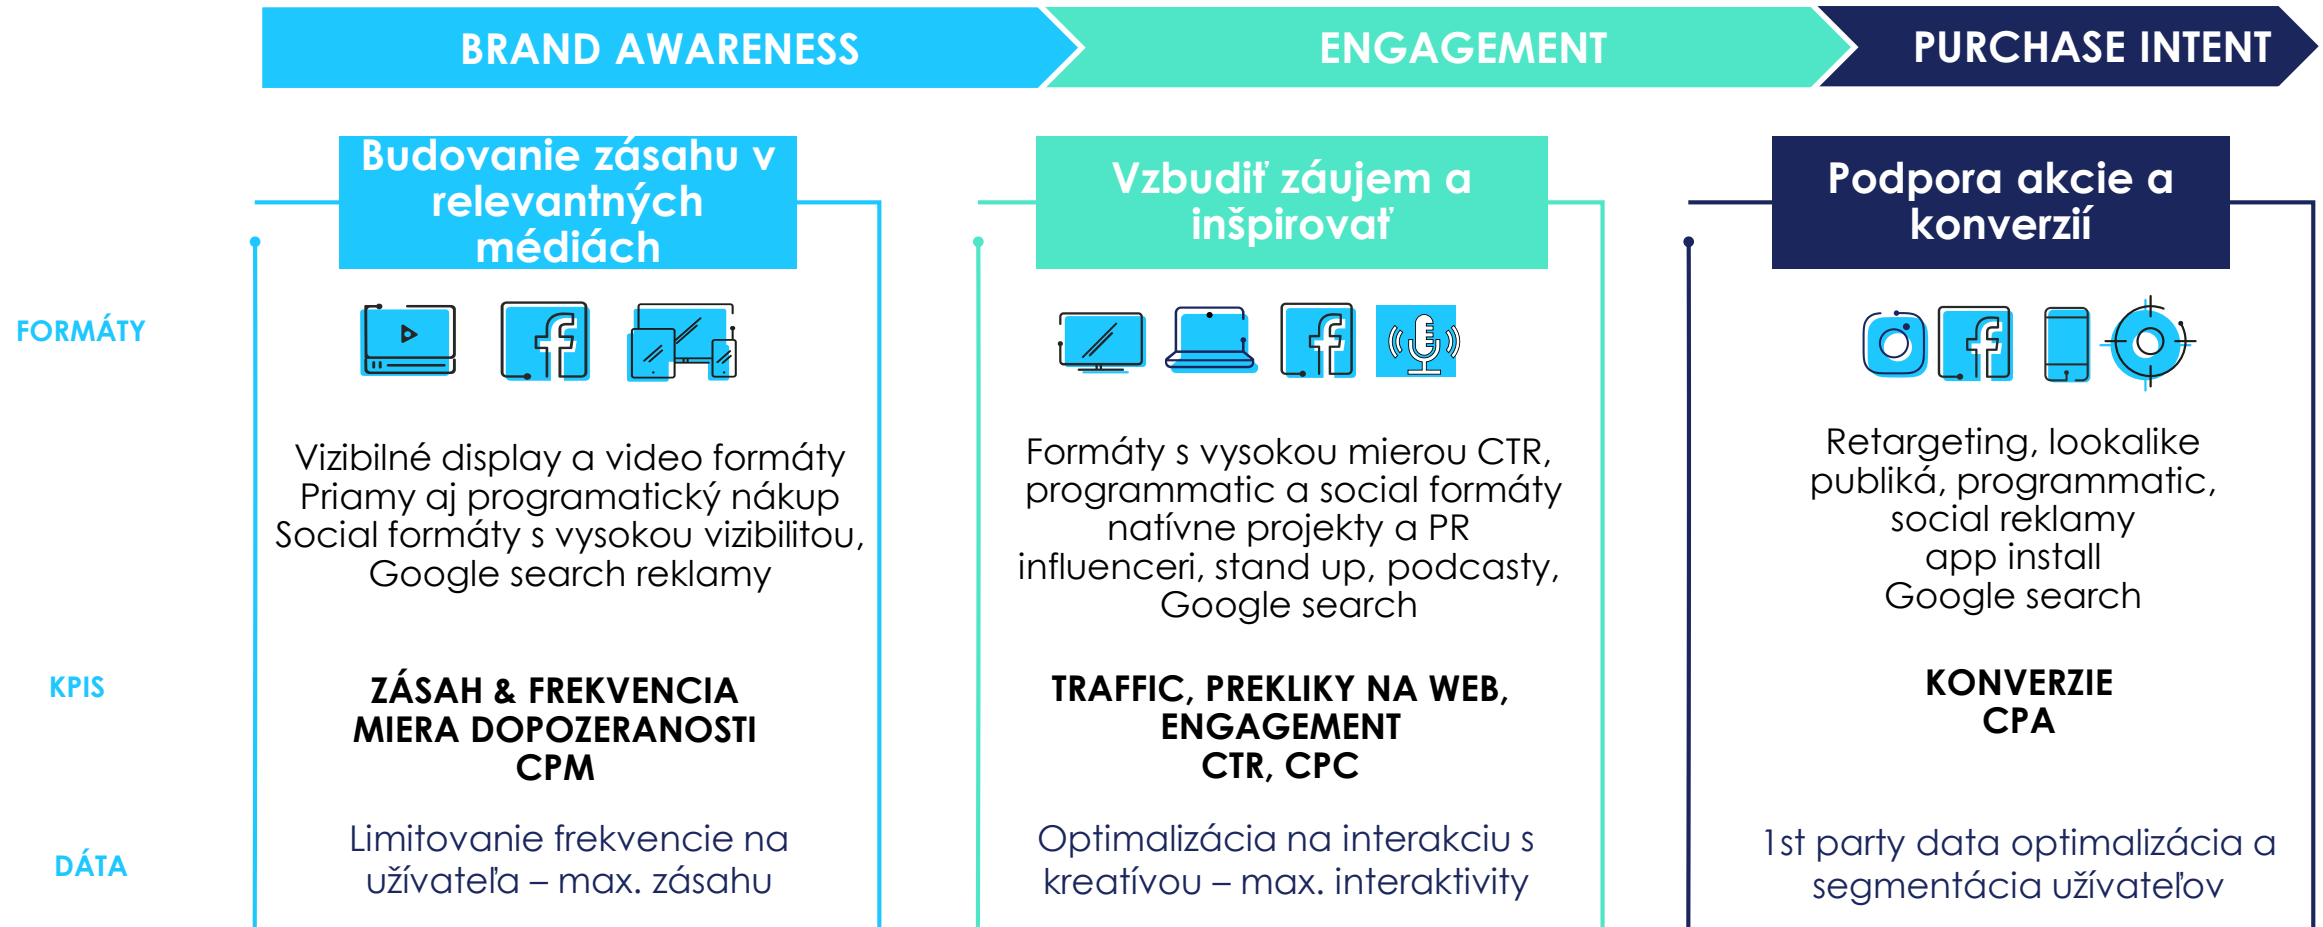 BRAND AWARENESS
ENGAGEMENT
PURCHASE INTENT
Budovanie zásahu v
relevantných
médiách
Vzbudiť záujem a
inšpirovať
Podpora akcie a
konverzií
FORMÁTY
Vizibilné display a video formáty
Priamy aj programatický nákup
Social formáty s vysokou vizibilitou,
Google search reklamy
Formáty s vysokou mierou CTR,
programmatic a social formáty
natívne projekty a PR
influenceri, stand up, podcasty,
Google search
Retargeting, lookalike
publiká, programmatic,
social reklamy
app install
Google search
KPIS
ZÁSAH & FREKVENCIA
MIERA DOPOZERANOSTI
CPM
TRAFFIC, PREKLIKY NA WEB,
ENGAGEMENT
CTR, CPC
KONVERZIE
CPA
DÁTA
Limitovanie frekvencie na
užívateľa – max. zásahu
Optimalizácia na interakciu s
kreatívou – max. interaktivity
1st party data optimalizácia a
segmentácia užívateľov